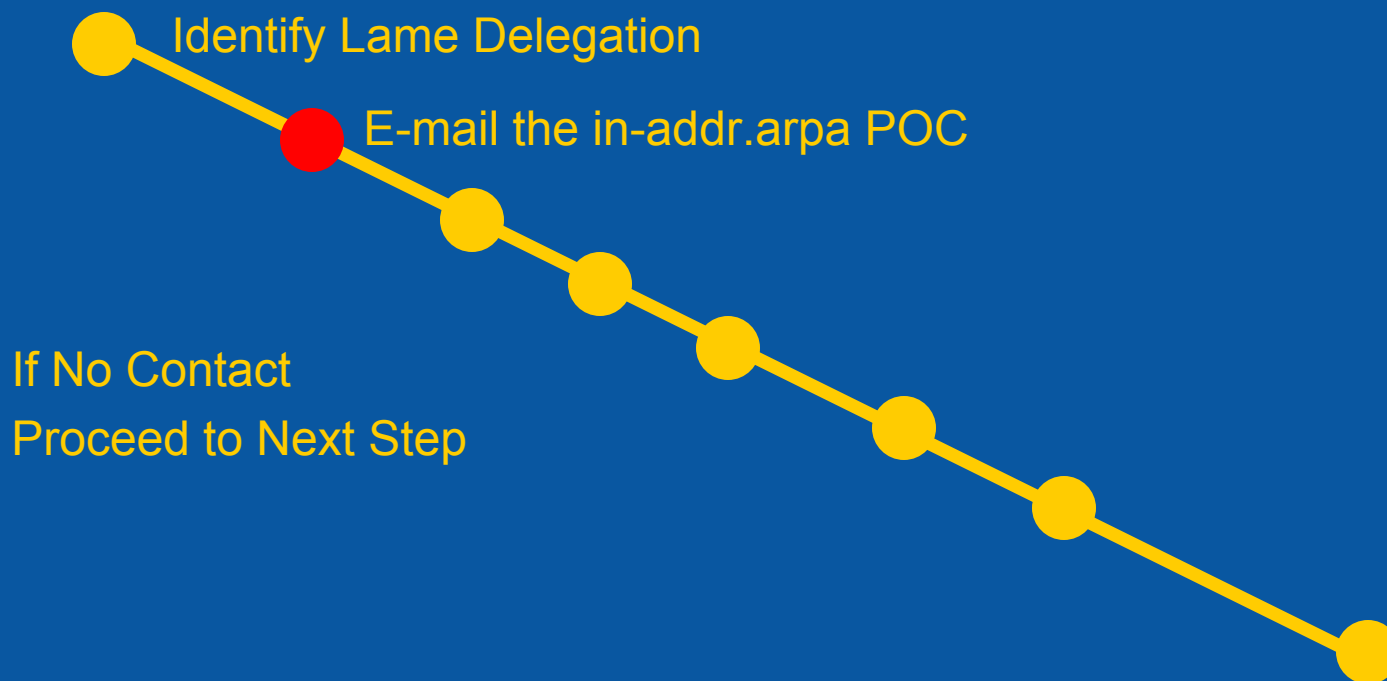 Identify Lame Delegation
E-mail the in-addr.arpa POC
If No Contact
Proceed to Next Step